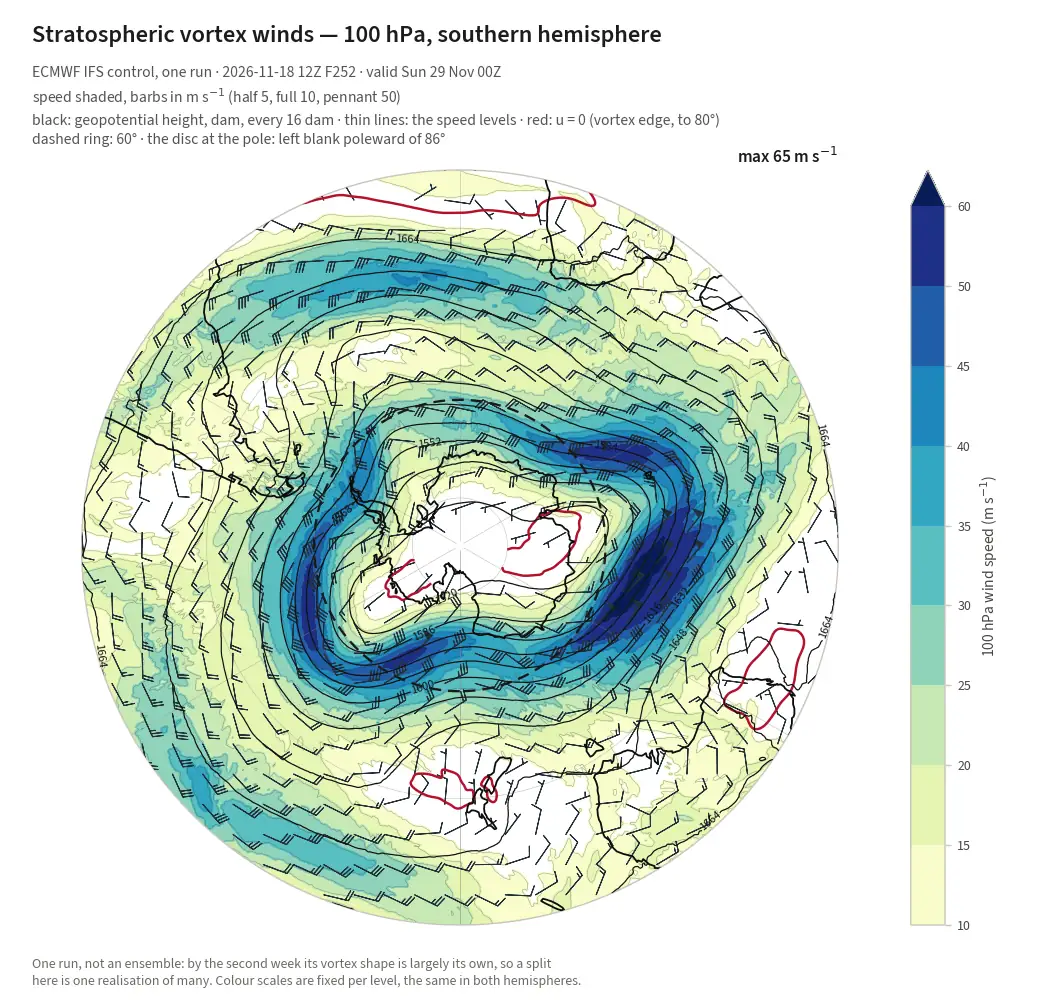 Stratospheric vortex winds — 100 hPa, southern hemisphere
ECMWF IFS control, one run · 2026-11-18 12Z F252 · valid Sun 29 Nov 00Z
speed shaded, barbs in m s⁻¹ (half 5, full 10, pennant 50)
black: geopotential height, dam, every 16 dam · thin lines: the speed levels · red: u = 0 (vortex edge, to 80°)
dashed ring: 60° · the disc at the pole: left blank poleward of 86°
max 65 m s⁻¹
60
50
45
40
35
30
25
20
15
10
100 hPa wind speed (m s⁻¹)
1664
1552
1664
1664
1616
1632
1648
1664
1600
1664
One run, not an ensemble: by the second week its vortex shape is largely its own, so a split
here is one realisation of many. Colour scales are fixed per level, the same in both hemispheres.